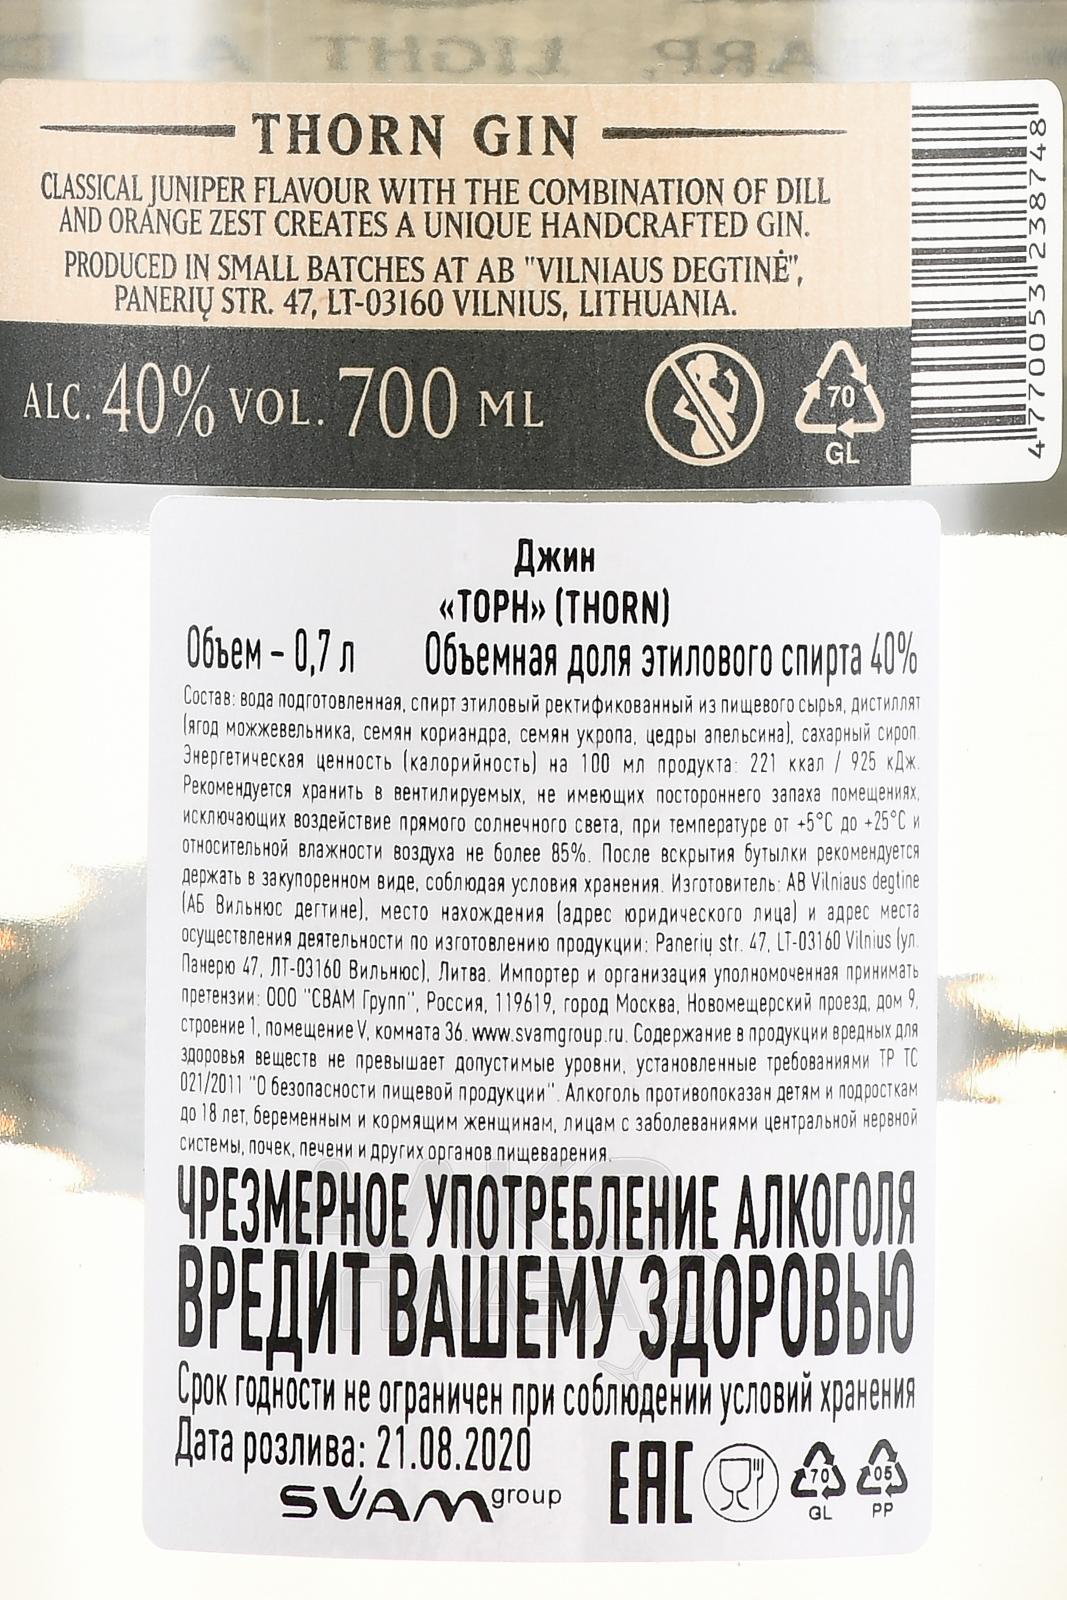 SHARP, LIGHT AND
THORN GIN
CLASSICAL JUNIPER FLAVOUR WITH THE COMBINATION OF DILL
AND ORANGE ZEST CREATES A UNIQUE HANDCRAFTED GIN.
PRODUCED IN SMALL BATCHES AT AB "VILNIAUS DEGTINĖ",
PANERIŲ STR. 47, LT-03160 VILNIUS, LITHUANIA.
ALC. 40% VOL. 700 ML
70
GL
4770053238748
Джин
«ТОРН» (THORN)
Объем – 0,7 л Объемная доля этилового спирта 40%
Состав: вода подготовленная, спирт этиловый ректификованный из пищевого сырья, дистиллят
(ягод можжевельника, семян кориандра, семян укропа, цедры апельсина), сахарный сироп.
Энергетическая ценность (калорийность) на 100 мл продукта: 221 ккал / 925 кДж.
Рекомендуется хранить в вентилируемых, не имеющих постороннего запаха помещениях,
исключающих воздействие прямого солнечного света, при температуре от +5°С до +25°С и
относительной влажности воздуха не более 85%. После вскрытия бутылки рекомендуется
держать в закупоренном виде, соблюдая условия хранения. Изготовитель: AB Vilniaus degtine
(АБ Вильнюс дегтине), место нахождения (адрес юридического лица) и адрес места
осуществления деятельности по изготовлению продукции: Paneriu str. 47, LT-03160 Vilnius (ул.
Панерю 47, ЛТ-03160 Вильнюс), Литва. Импортер и организация уполномоченная принимать
претензии: ООО "СВАМ Групп", Россия, 119619, город Москва, Новомещерский проезд, дом 9,
строение 1, помещение V, комната 36. www.svamgroup.ru. Содержание в продукции вредных для
здоровья веществ не превышает допустимые уровни, установленные требованиями ТР ТС
021/2011 "О безопасности пищевой продукции". Алкоголь противопоказан детям и подросткам
до 18 лет, беременным и кормящим женщинам, лицам с заболеваниями центральной нервной
системы, почек, печени и других органов пищеварения.
ЧРЕЗМЕРНОЕ УПОТРЕБЛЕНИЕ АЛКОГОЛЯ
ВРЕДИТ ВАШЕМУ ЗДОРОВЬЮ
Срок годности не ограничен при соблюдении условий хранения
Дата розлива: 21.08.2020
SVAM group
EAC
70
GL
05
PP